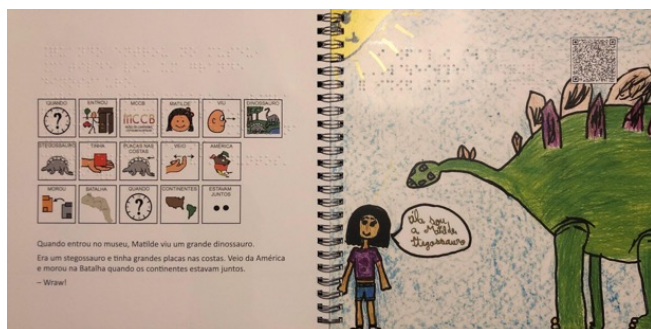 QUANDO ENTROU MCCB MATILDE VIU DINOSSAURO
MCCB
STEGOSSAURO TINHA PLACAS NAS COSTAS VEIO AMÉRICA
MOROU BATALHA QUANDO CONTINENTES ESTAVAM JUNTOS
Quando entrou no museu, Matilde viu um grande dinossauro.
Era um stegossauro e tinha grandes placas nas costas. Veio da América
e morou na Batalha quando os continentes estavam juntos.
– Wraw!
Olá sou
a Matilde
Stegossauro